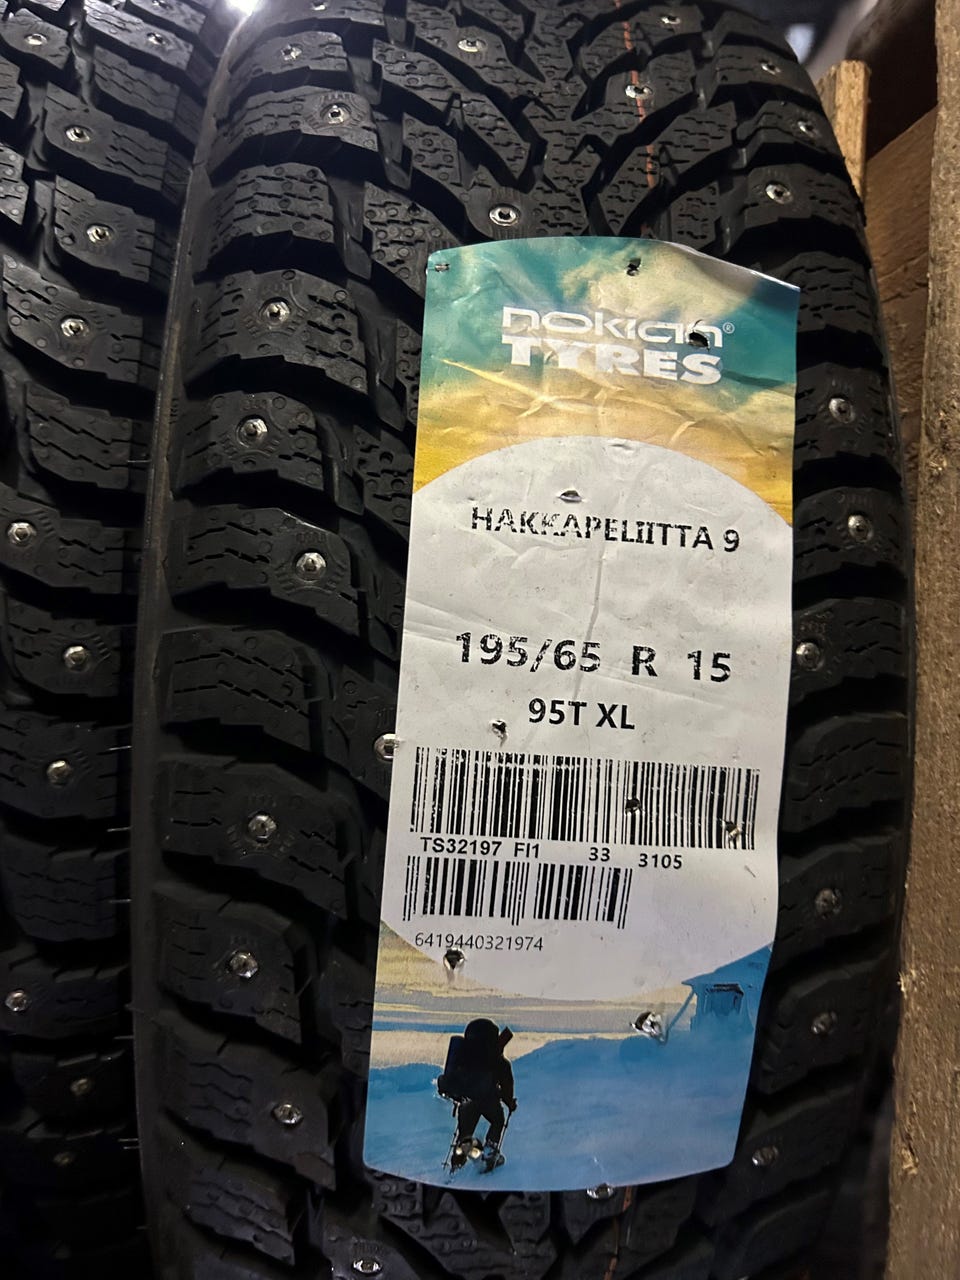 nokian®
TYRES
HAKKAPELIITTA 9
195/65 R 15
95T XL
TS32197 FI1 33 3105
6419440321974